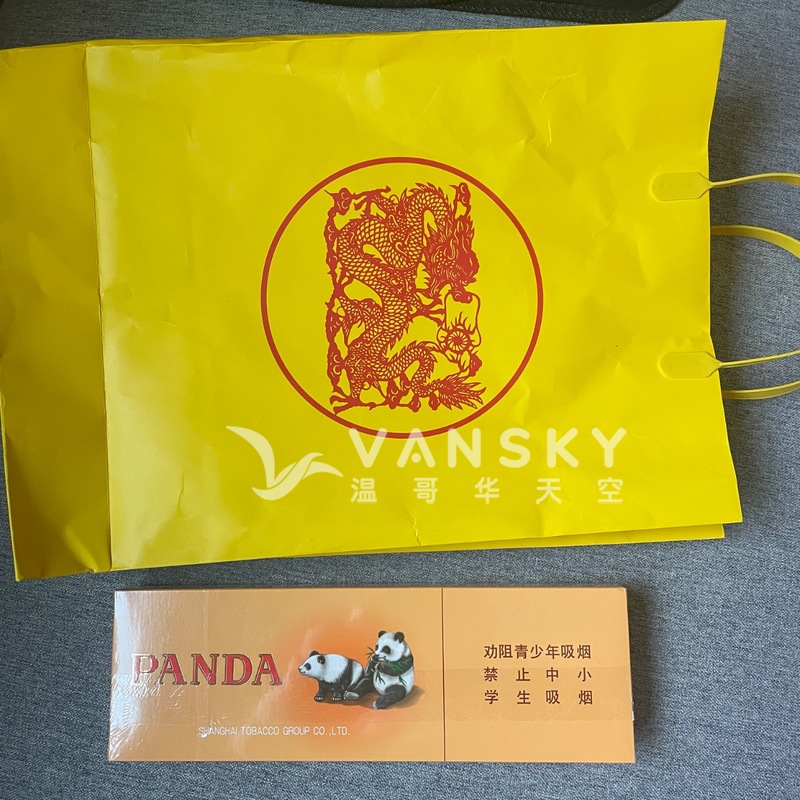 VANSKY
温哥华天空
PANDA
SHANGHAI TOBACCO GROUP CO.,LTD.
劝阻青少年吸烟
禁止中小
学生吸烟